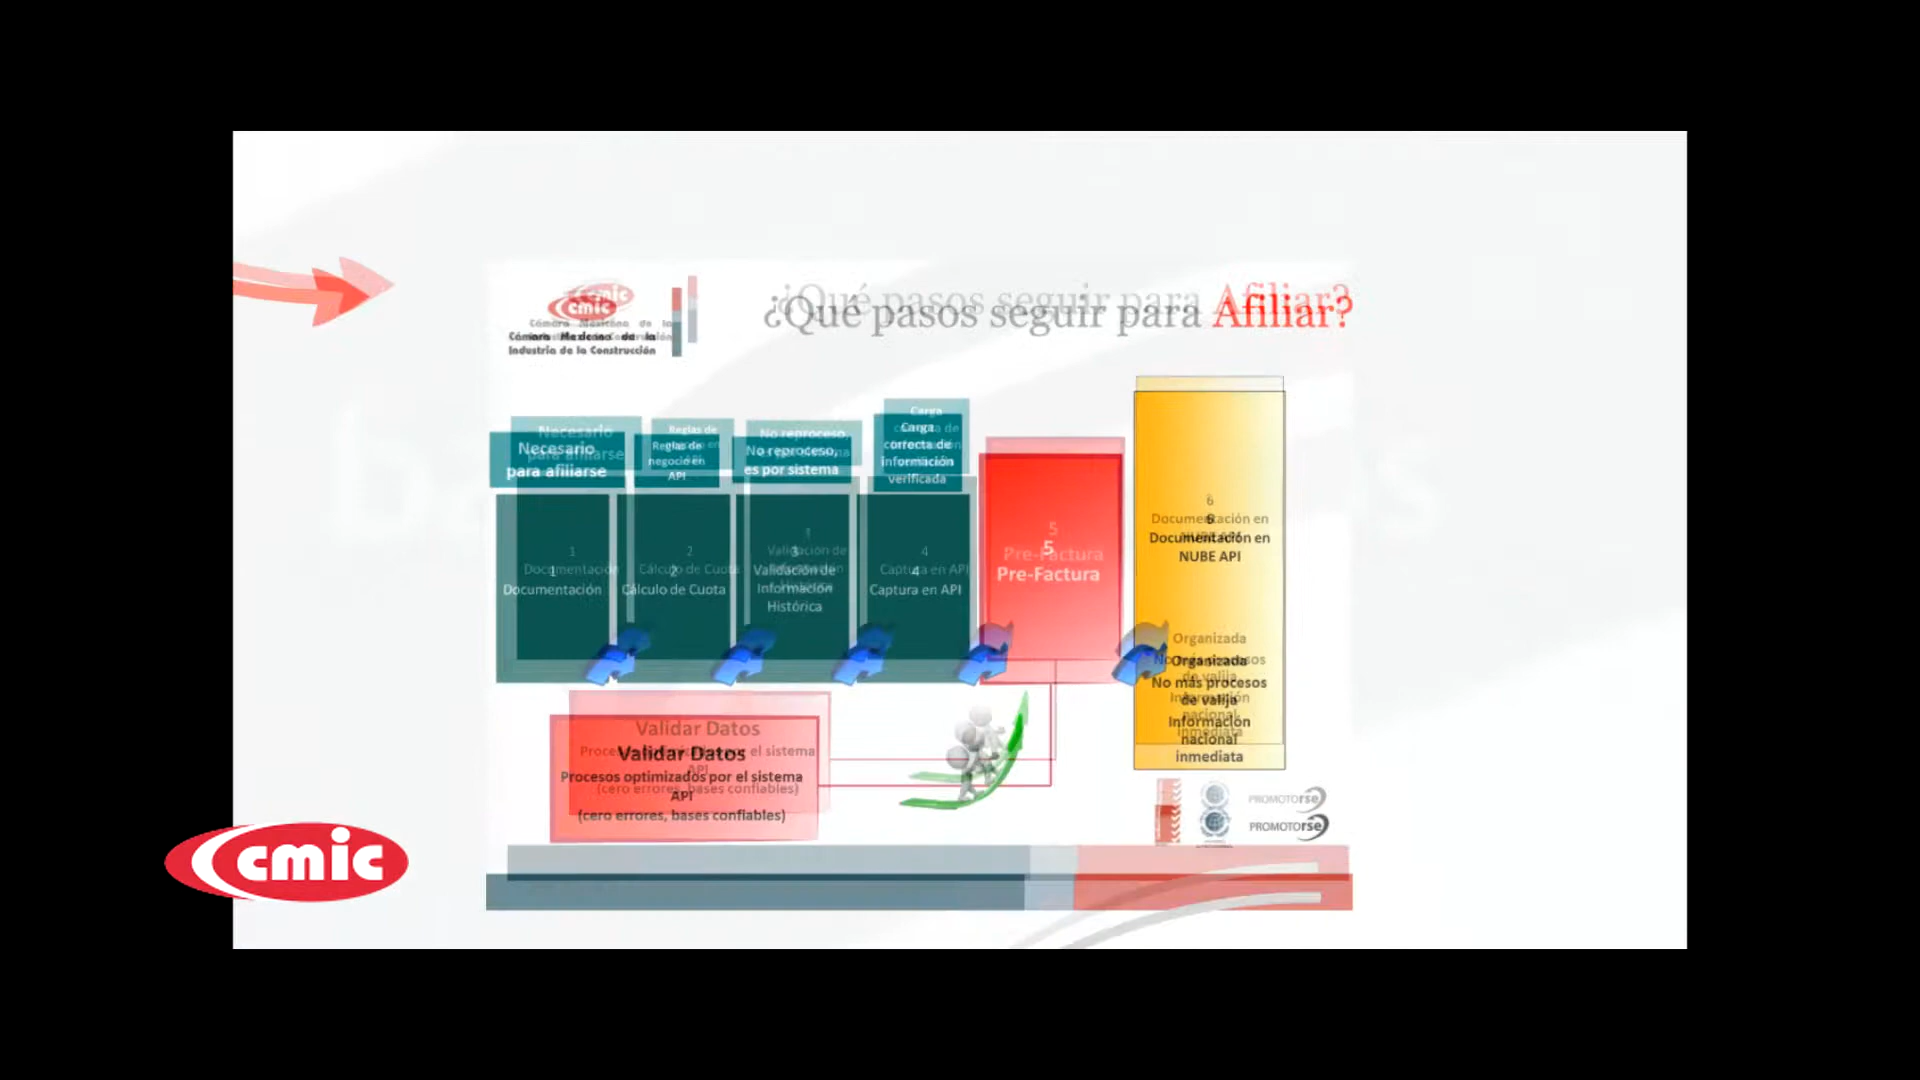 cmic
Cámara Mexicana de la
Industria de la Construcción
¿Qué pasos seguir para Afiliar?
Necesario
para afiliarse
Reglas de
negocio en
API
No reproceso,
es por sistema
Carga
correcta de
información
verificada
1
Documentación
2
Cálculo de Cuota
3
Validación de
Información
Histórica
4
Captura en API
5
Pre-Factura
6
Documentación en
NUBE API
Organizada
No más procesos
de valija
Información
nacional
inmediata
Validar Datos
Procesos optimizados por el sistema
API
(cero errores, bases confiables)
PROMOTORSE
cmic